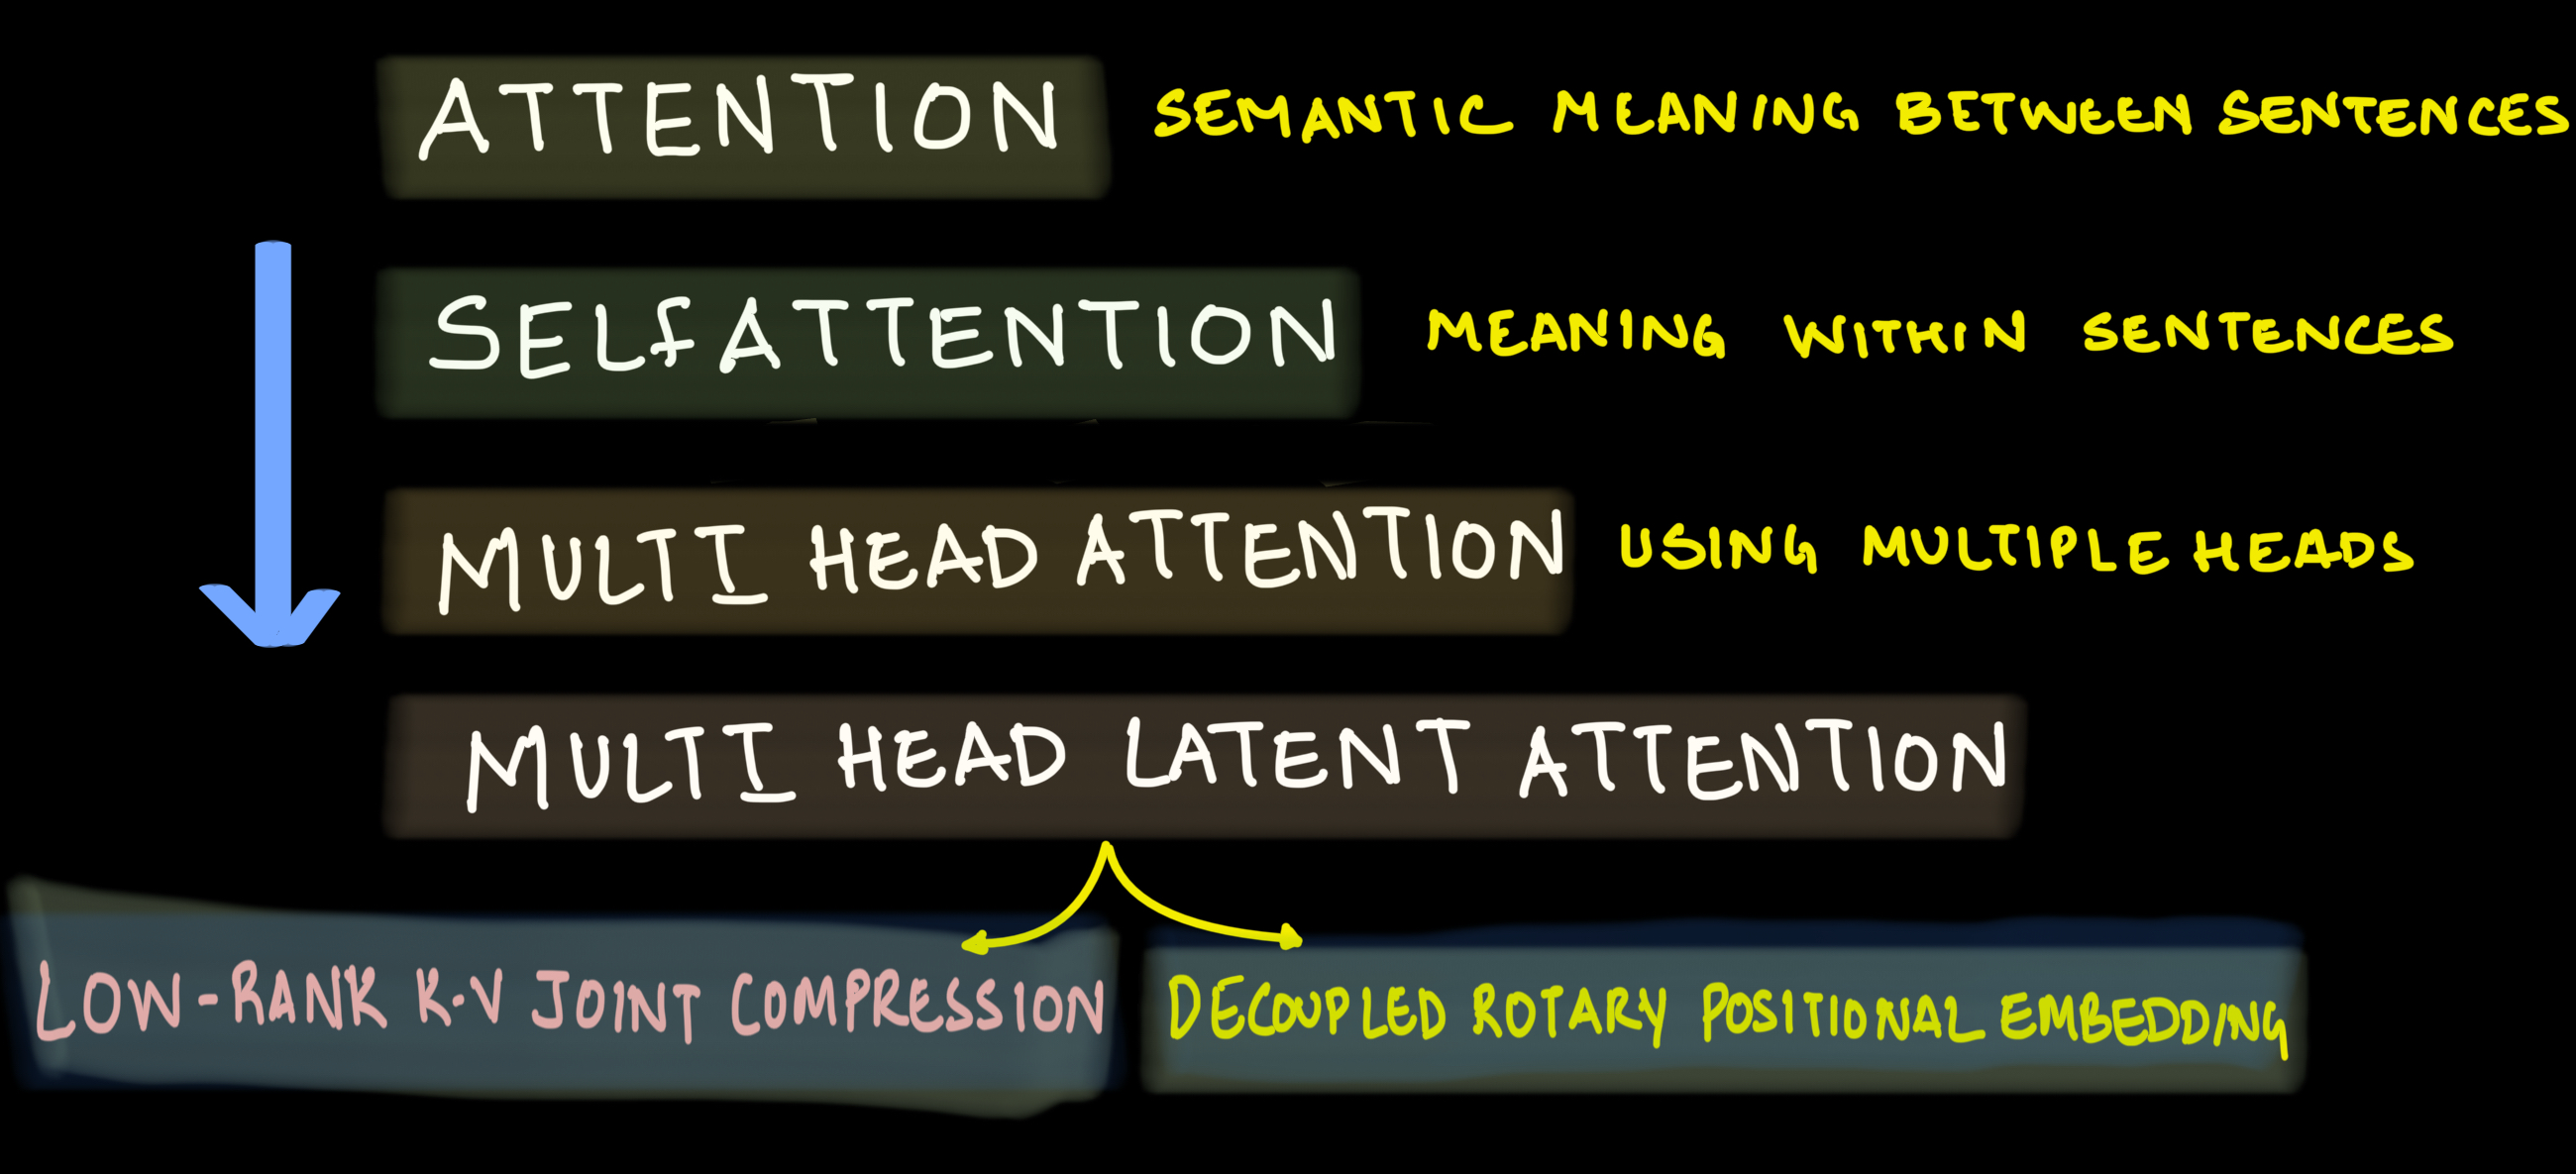 ATTENTION SEMANTIC MEANING BETWEEN SENTENCES
SELFATTENTION MEANING WITHIN SENTENCES
MULTI HEAD ATTENTION USING MULTIPLE HEADS
MULTI HEAD LATENT ATTENTION
LOW-RANK K-V JOINT COMPRESSION DECOUPLED ROTARY POSITIONAL EMBEDDING